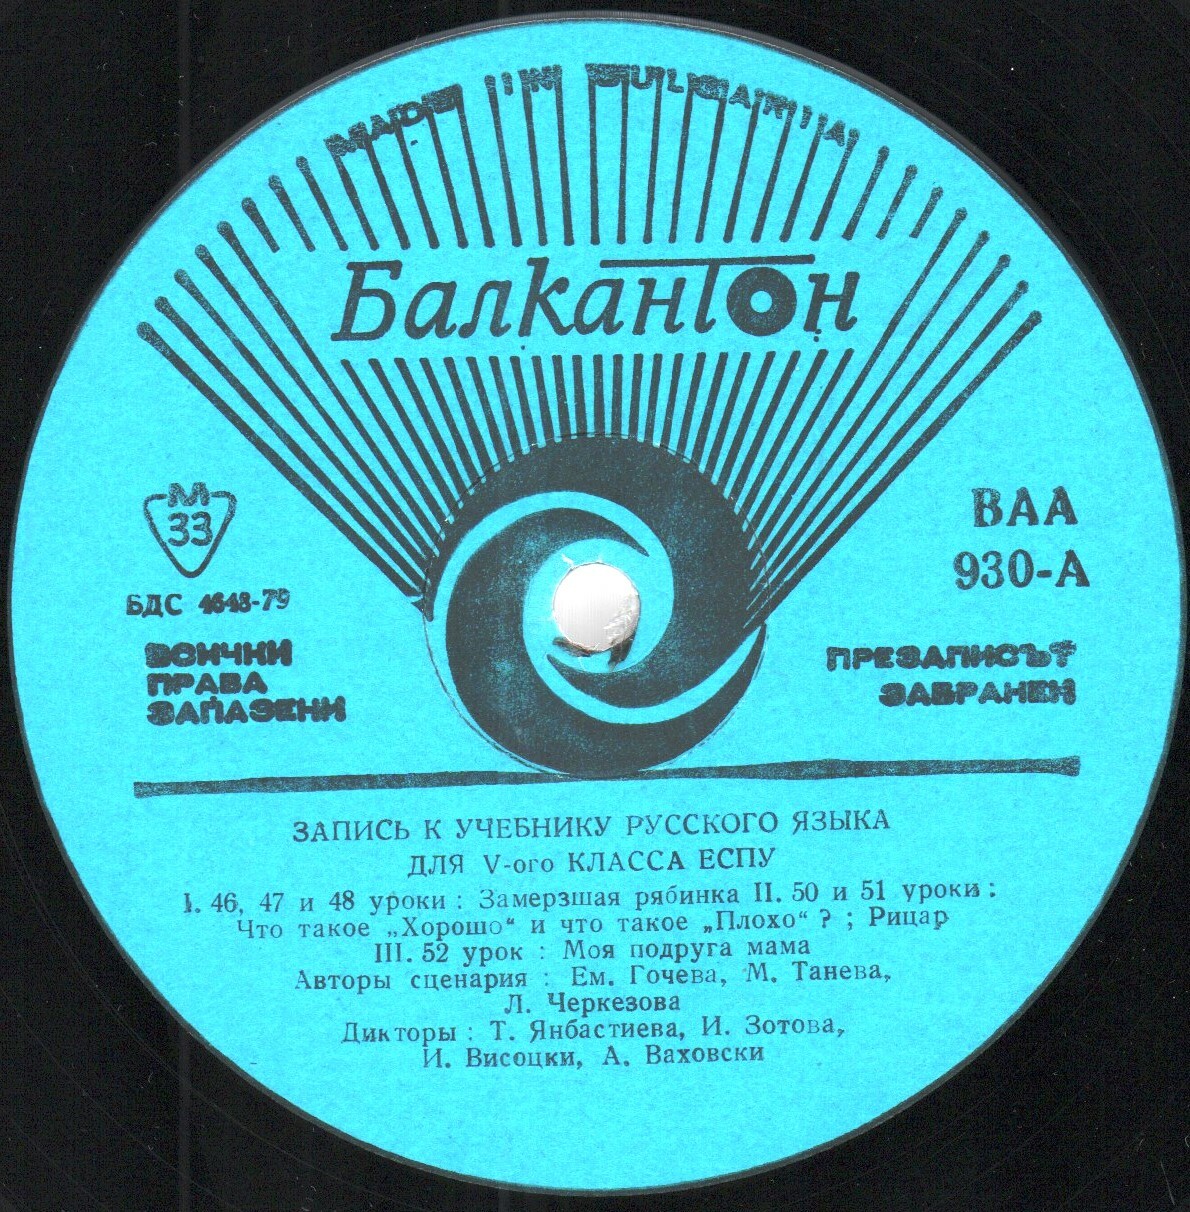 MADE IN BULGARIA
Балкантон
М
33
БДС 4648-79
ВСИЧКИ
ПРАВА
ЗАПАЗЕНИ
ВАА
930-А
ПРЕЗАПИСЪТ
ЗАБРАНЕН
ЗАПИСЬ К УЧЕБНИКУ РУССКОГО ЯЗЫКА
ДЛЯ V-ого КЛАССА ЕСПУ
I. 46, 47 и 48 уроки : Замерзшая рябинка II. 50 и 51 уроки :
Что такое „Хорошо“ и что такое „Плохо“ ? ; Рицар
III. 52 урок : Моя подруга мама
Авторы сценария : Ем. Гочева, М. Танева,
Л. Черкезова
Дикторы : Т. Янбастиева, И. Зотова,
И. Висоцки, А. Ваховски